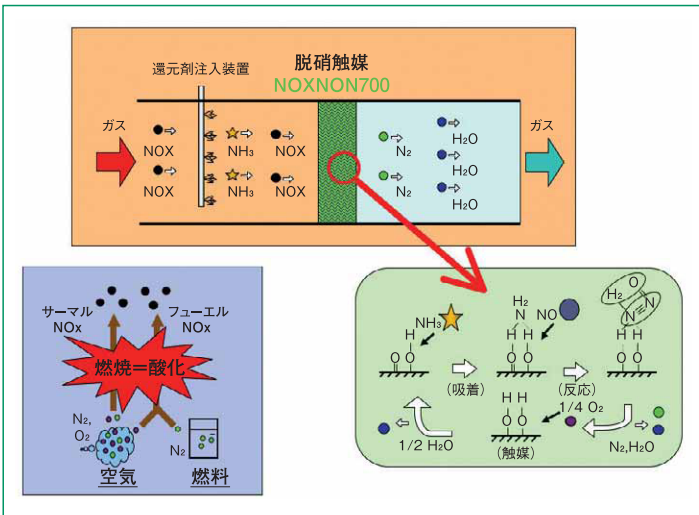 脱硝触媒
NOXNON700
還元剤注入装置
ガス
NOX
NOX
NH₃
NH₃
NOX
NOX
N₂
N₂
H₂O
H₂O
H₂O
ガス
サーマル
NOx
フューエル
NOx
燃焼=酸化
N₂,
O₂
空気
N₂
燃料
NH₃
H
O O
(吸着)
H₂
N
H H
O O
NO
(反応)
H₂ O
N=N
H H
O O
1/2 H₂O
H H
O O
(触媒)
1/4 O₂
N₂,H₂O